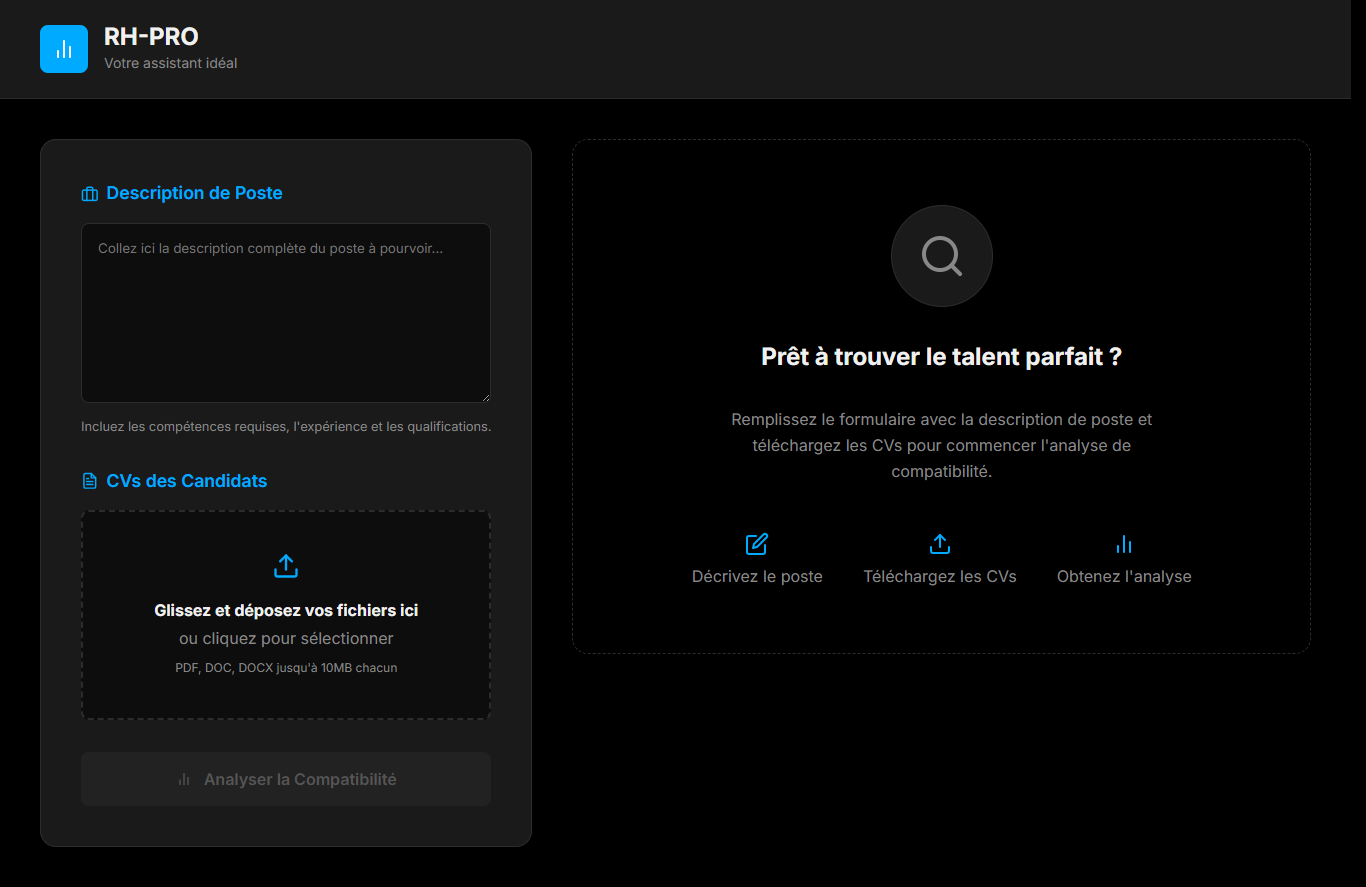 RH-PRO
Votre assistant idéal
Description de Poste
Collez ici la description complète du poste à pourvoir...
Incluez les compétences requises, l'expérience et les qualifications.
CVs des Candidats
Glissez et déposez vos fichiers ici
ou cliquez pour sélectionner
PDF, DOC, DOCX jusqu'à 10MB chacun
Analyser la Compatibilité
Prêt à trouver le talent parfait ?
Remplissez le formulaire avec la description de poste et
téléchargez les CVs pour commencer l'analyse de
compatibilité.
Décrivez le poste
Téléchargez les CVs
Obtenez l'analyse